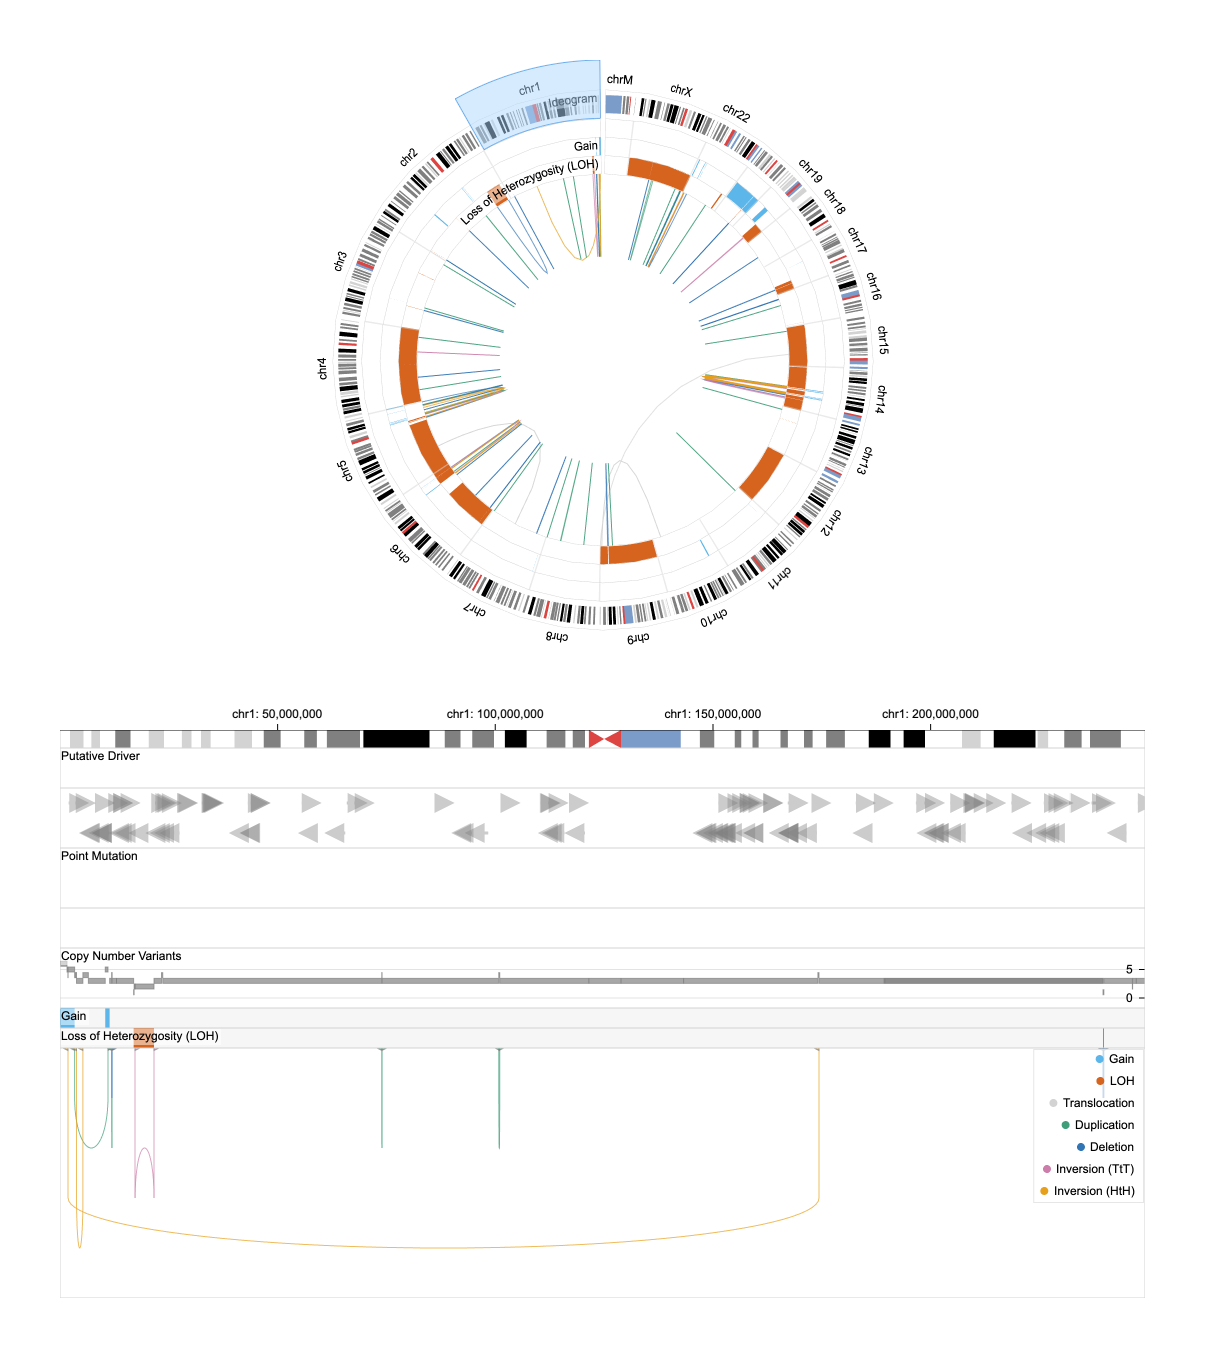 chrM
chrX
chr22
chr19
chr18
chr17
chr16
chr15
chr14
chr13
chr12
chr11
chr10
chr9
chr8
chr7
chr6
chr5
chr4
chr3
chr2
chr1
Ideogram
Gain
Loss of Heterozygosity (LOH)
chr1: 50,000,000
chr1: 100,000,000
chr1: 150,000,000
chr1: 200,000,000
Putative Driver
Point Mutation
Copy Number Variants
5
0
Gain
Loss of Heterozygosity (LOH)
Gain
LOH
Translocation
Duplication
Deletion
Inversion (TtT)
Inversion (HtH)